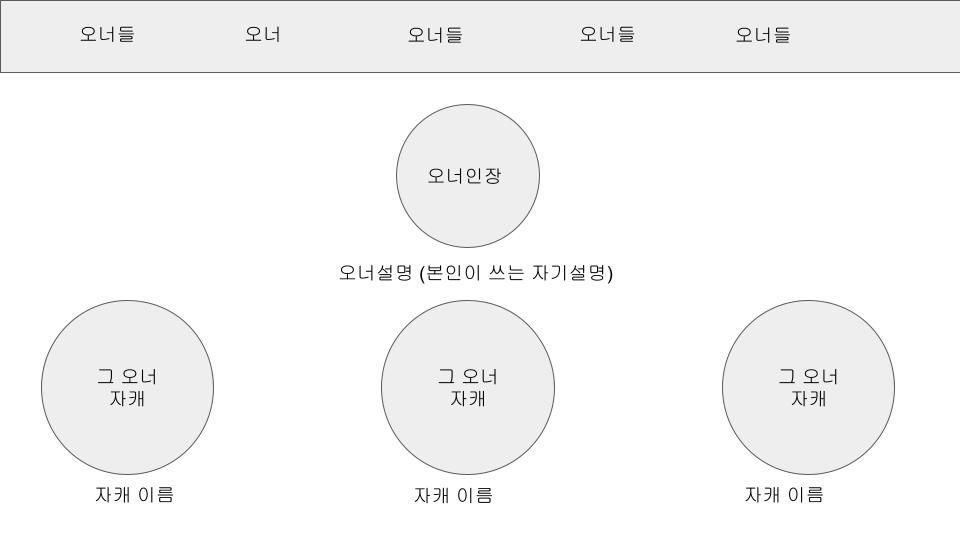 오너들 오너 오너들 오너들 오너들
오너인장
오너설명 (본인이 쓰는 자기설명)
그 오너
자캐
그 오너
자캐
그 오너
자캐
자캐 이름 자캐 이름 자캐 이름